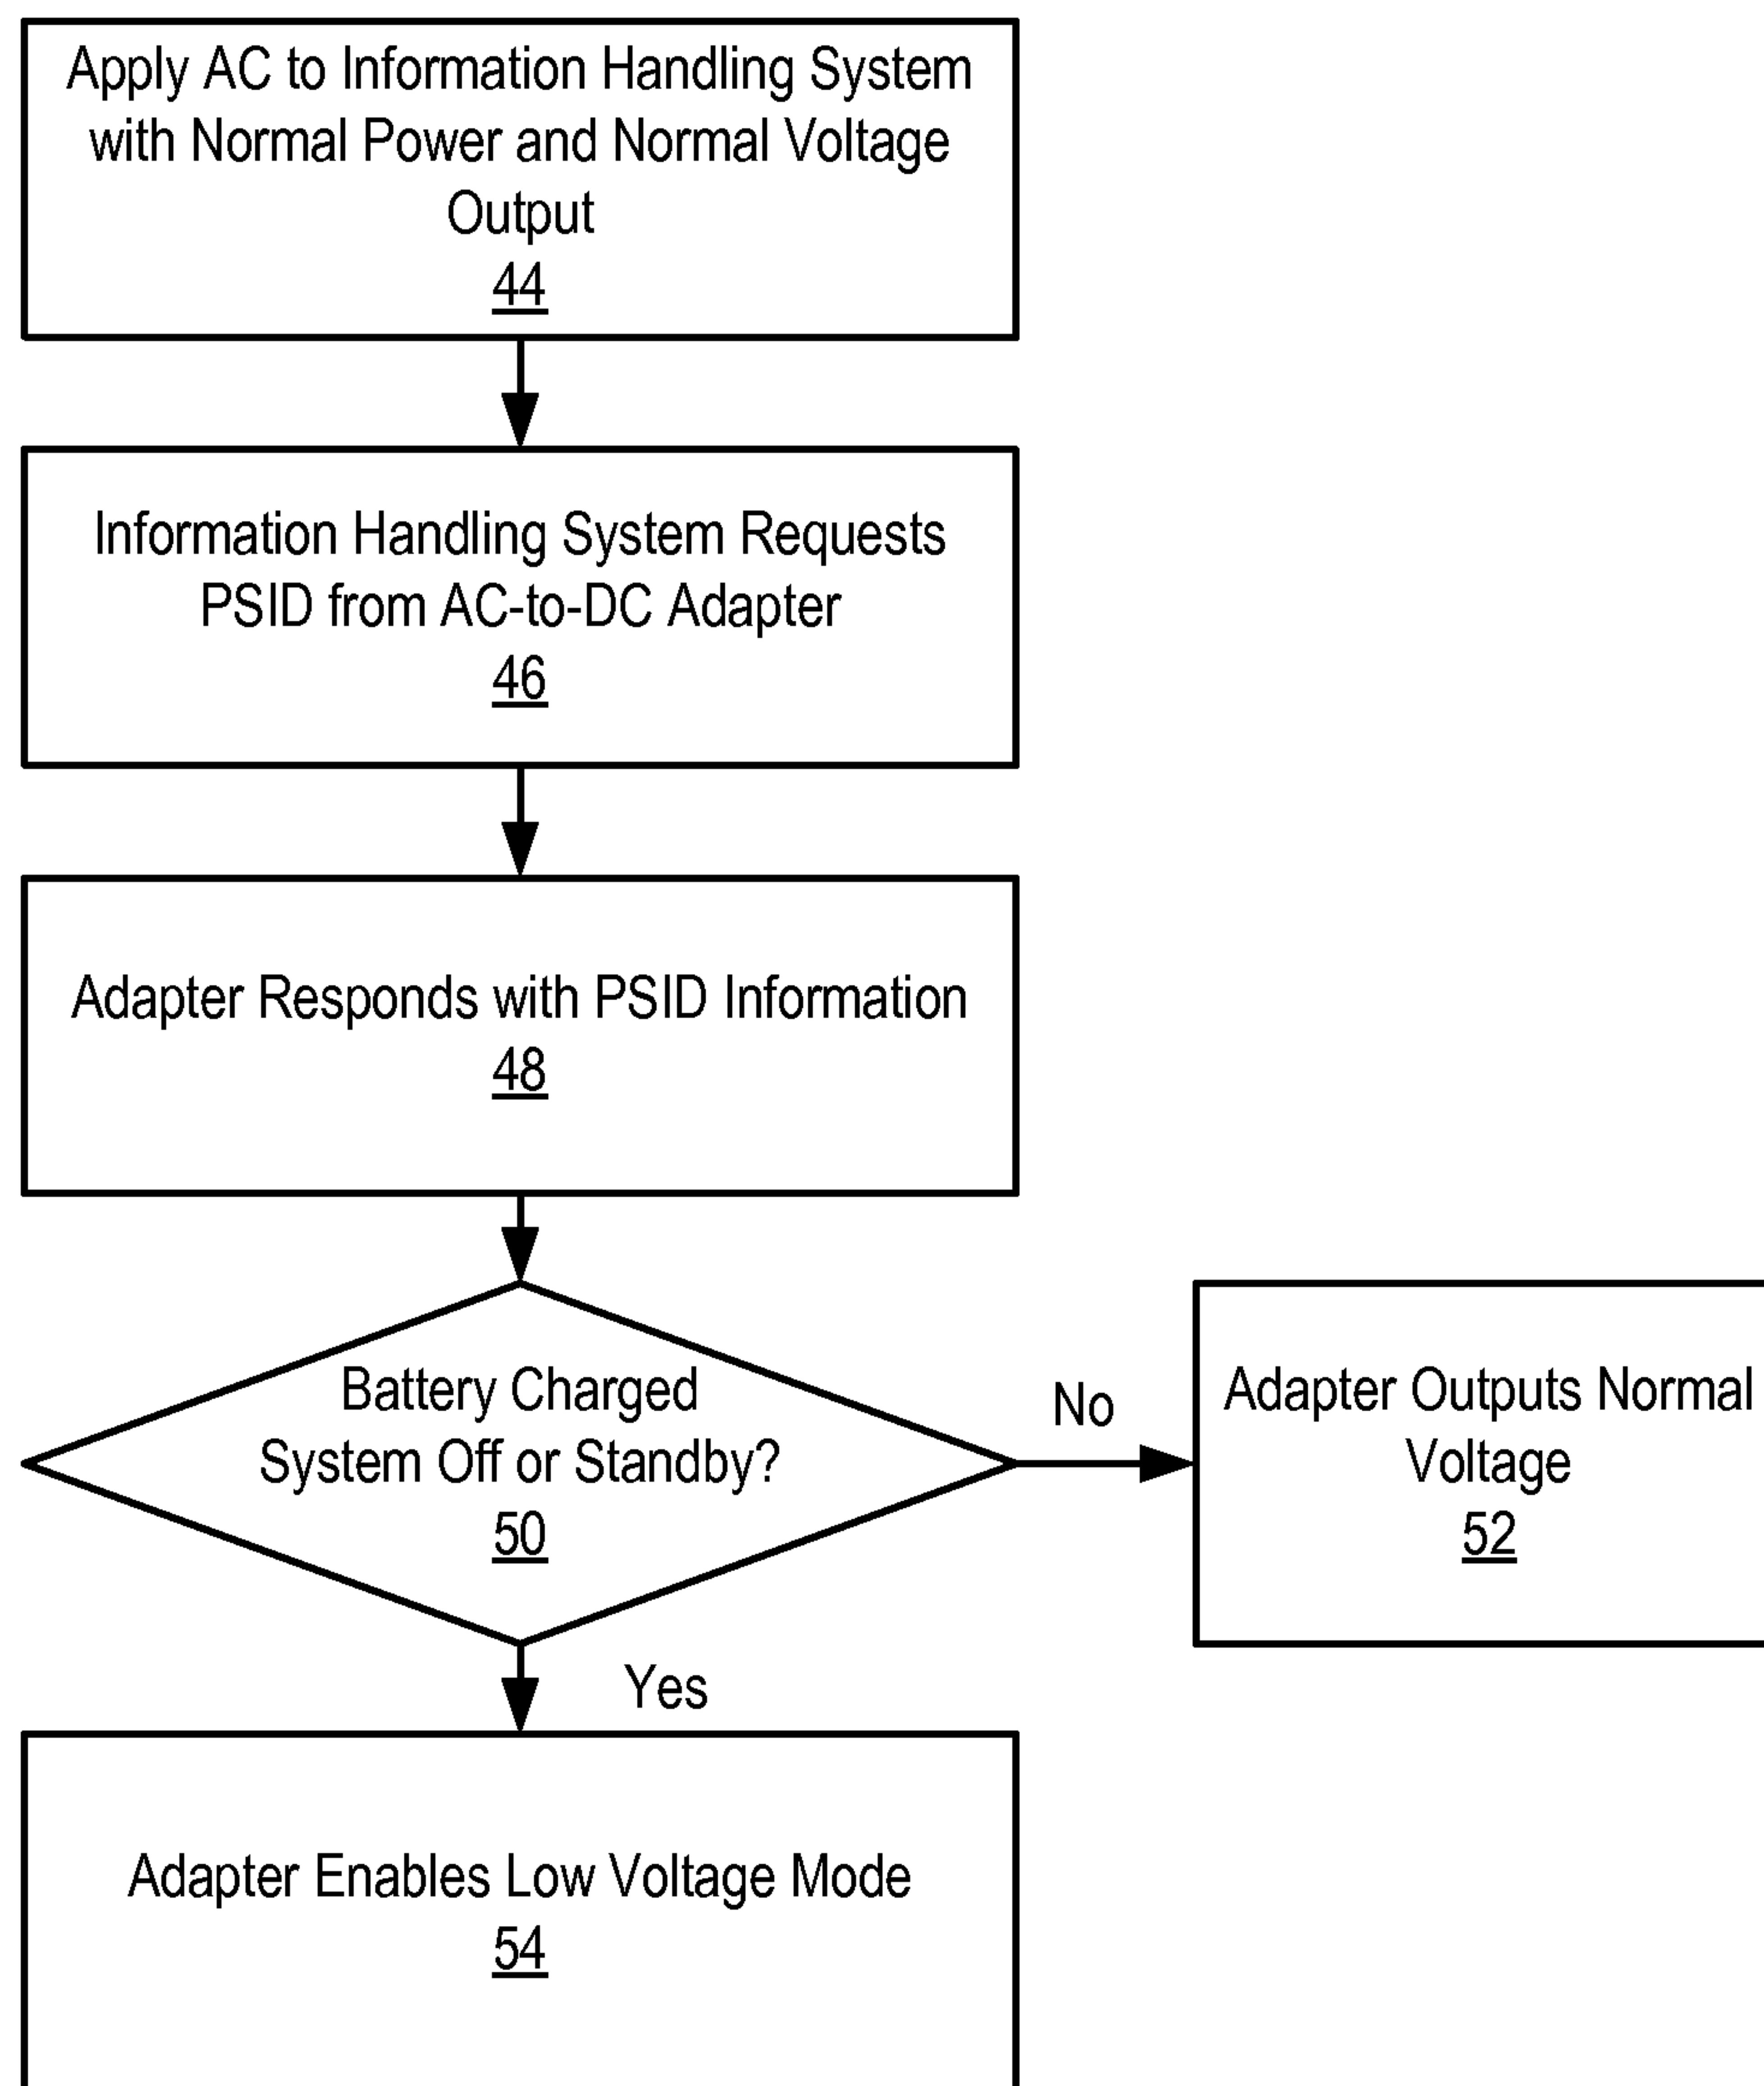 Apply AC to Information Handling System
with Normal Power and Normal Voltage
Output
44
Information Handling System Requests
PSID from AC-to-DC Adapter
46
Adapter Responds with PSID Information
48
Battery Charged
System Off or Standby?
50
No
Adapter Outputs Normal
Voltage
52
Yes
Adapter Enables Low Voltage Mode
54